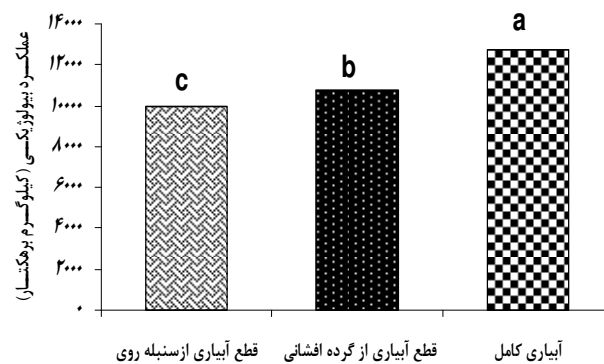 عملکرد بیولوژیکی (کیلوگرم برهکتار)
۱۴۰۰۰
۱۲۰۰۰
۱۰۰۰۰
۸۰۰۰
۶۰۰۰
۴۰۰۰
۲۰۰۰
۰
a
b
c
آبیاری کامل
قطع آبیاری از گرده افشانی
قطع آبیاری ازسنبله روی